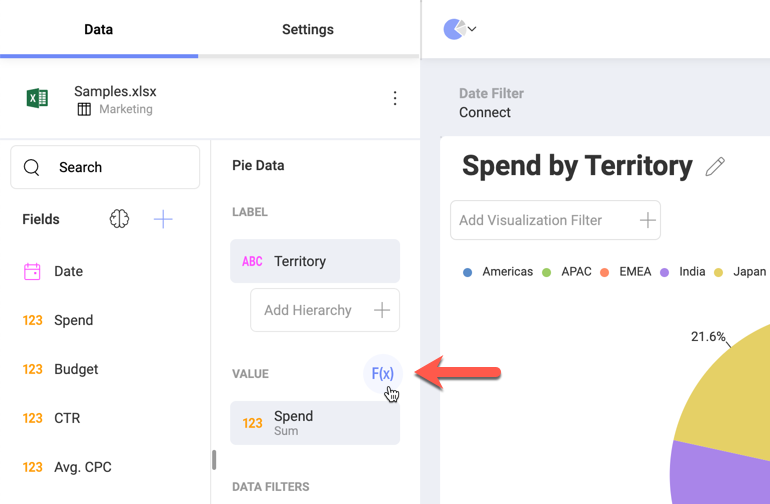 Data
Settings
Samples.xlsx
Marketing
Search
Fields
Date
123 Spend
123 Budget
123 CTR
123 Avg. CPC
Pie Data
LABEL
ABC Territory
Add Hierarchy
VALUE
F(x)
123 Spend
Sum
DATA FILTERS
Date Filter
Connect
Spend by Territory
Add Visualization Filter
Americas APAC EMEA India Japan
21.6%